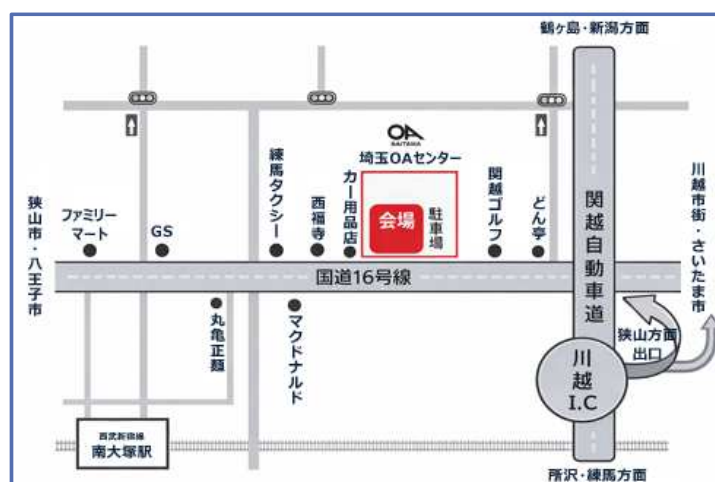 鶴ヶ島・新潟方面
OA
SAITAMA
埼玉OAセンター
狭山市・八王子市
ファミリー
マート
GS
練馬タクシー
西福寺
カー用品店
会場
駐車場
関越ゴルフ
どん亭
関越自動車道
川越市街・さいたま市
国道16号線
丸亀正麺
マクドナルド
狭山方面
出口
川越
I.C
西武新宿線
南大塚駅
所沢・練馬方面